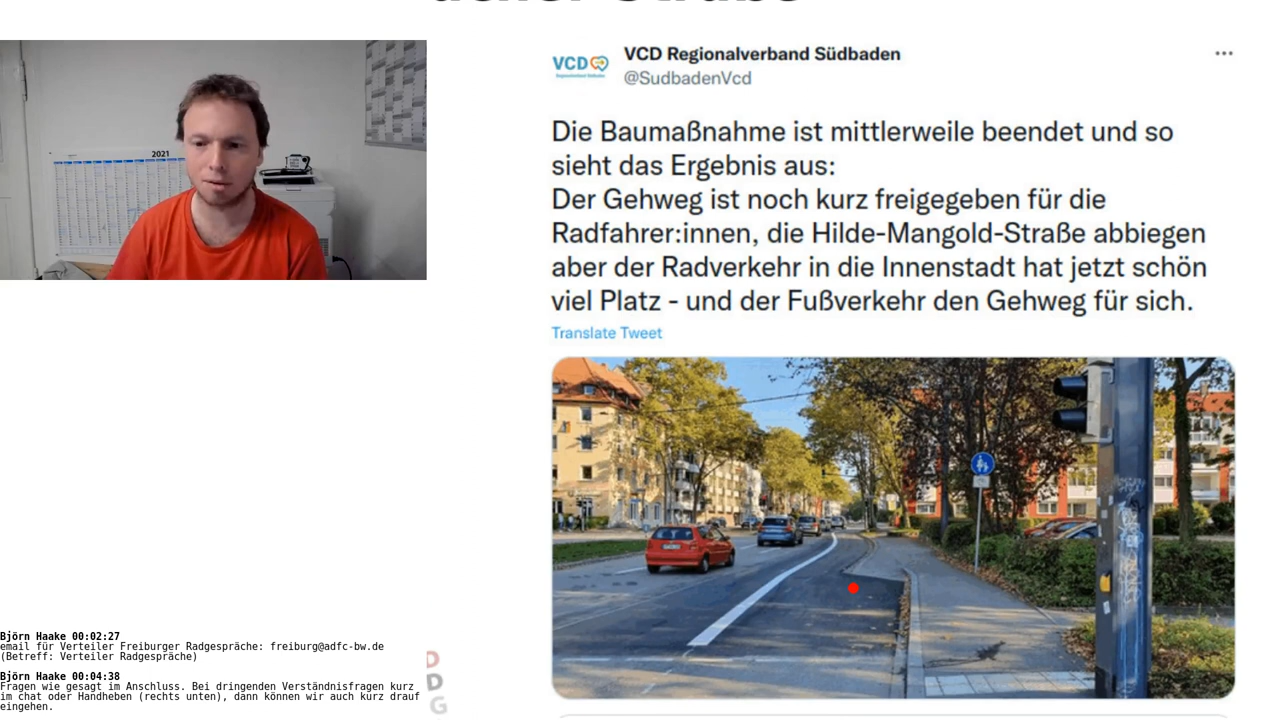 2021
VCD
VCD Regionalverband Südbaden
@SudbadenVcd
Die Baumaßnahme ist mittlerweile beendet und so
sieht das Ergebnis aus:
Der Gehweg ist noch kurz freigegeben für die
Radfahrer:innen, die Hilde-Mangold-Straße abbiegen
aber der Radverkehr in die Innenstadt hat jetzt schön
viel Platz - und der Fußverkehr den Gehweg für sich.
Translate Tweet
Björn Haake 00:02:27
email für Verteiler Freiburger Radgespräche: freiburg@adfc-bw.de
(Betreff: Verteiler Radgespräche)
Björn Haake 00:04:38
Fragen wie gesagt im Anschluss. Bei dringenden Verständnisfragen kurz
im chat oder Handheben (rechts unten), dann können wir auch kurz drauf
eingehen.
D
D
G